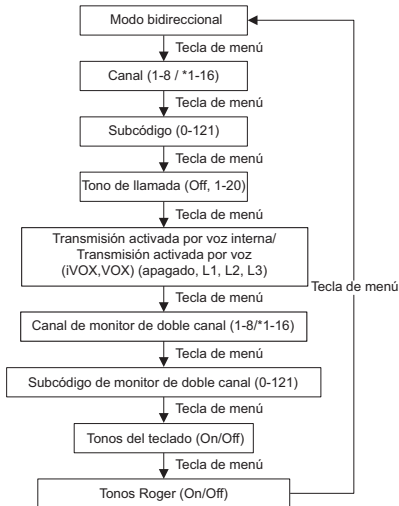 Modo bidireccional
Tecla de menú
Canal (1-8 / *1-16)
Tecla de menú
Subcódigo (0-121)
Tecla de menú
Tono de llamada (Off, 1-20)
Tecla de menú
Transmisión activada por voz interna/
Transmisión activada por voz
(iVOX,VOX) (apagado, L1, L2, L3)
Tecla de menú
Tecla de menú
Canal de monitor de doble canal (1-8/*1-16)
Tecla de menú
Subcódigo de monitor de doble canal (0-121)
Tecla de menú
Tonos del teclado (On/Off)
Tecla de menú
Tonos Roger (On/Off)